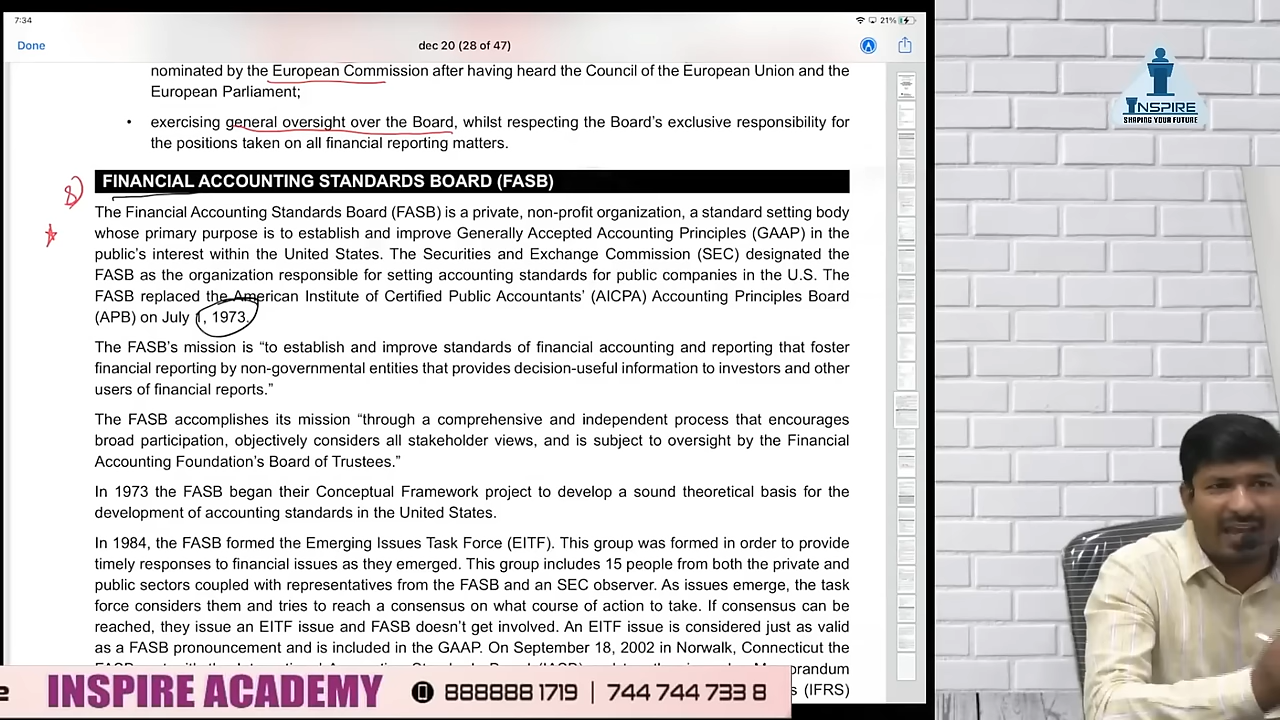 7:34
21%
Done
dec 20 (28 of 47)
nominated by the European Commission after having heard the Council of the European Union and the
European Parliament;
• exercising general oversight over the Board, whilst respecting the Board's exclusive responsibility for
the positions taken on all financial reporting matters.
8)
FINANCIAL ACCOUNTING STANDARDS BOARD (FASB)
The Financial Accounting Standards Board (FASB) is private, non-profit organization, a standard setting body
whose primary purpose is to establish and improve Generally Accepted Accounting Principles (GAAP) in the
public's interest within the United States. The Securities and Exchange Commission (SEC) designated the
FASB as the organization responsible for setting accounting standards for public companies in the U.S. The
FASB replaced the American Institute of Certified Public Accountants' (AICPA) Accounting Principles Board
(APB) on July 1, 1973.
The FASB's mission is "to establish and improve standards of financial accounting and reporting that foster
financial reporting by non-governmental entities that provides decision-useful information to investors and other
users of financial reports."
The FASB accomplishes its mission "through a comprehensive and independent process that encourages
broad participation, objectively considers all stakeholder views, and is subject to oversight by the Financial
Accounting Foundation's Board of Trustees."
In 1973 the FASB began their Conceptual Framework project to develop a sound theoretical basis for the
development of accounting standards in the United States.
In 1984, the FASB formed the Emerging Issues Task Force (EITF). This group was formed in order to provide
timely responses to financial issues as they emerged. This group includes 15 people from both the private and
public sectors coupled with representatives from the FASB and an SEC observer. As issues emerge, the task
force considers them and tries to reach a consensus on what course of action to take. If consensus can be
reached, they issue an EITF issue and FASB doesn't get involved. An EITF issue is considered just as valid
as a FASB pronouncement and is included in the GAAP. On September 18, 2002 in Norwalk, Connecticut the
s (IFRS)
INSPIRE ACADEMY 888888 1719 | 744 744 733 8
INSPIRE
SHAPING YOUR FUTURE